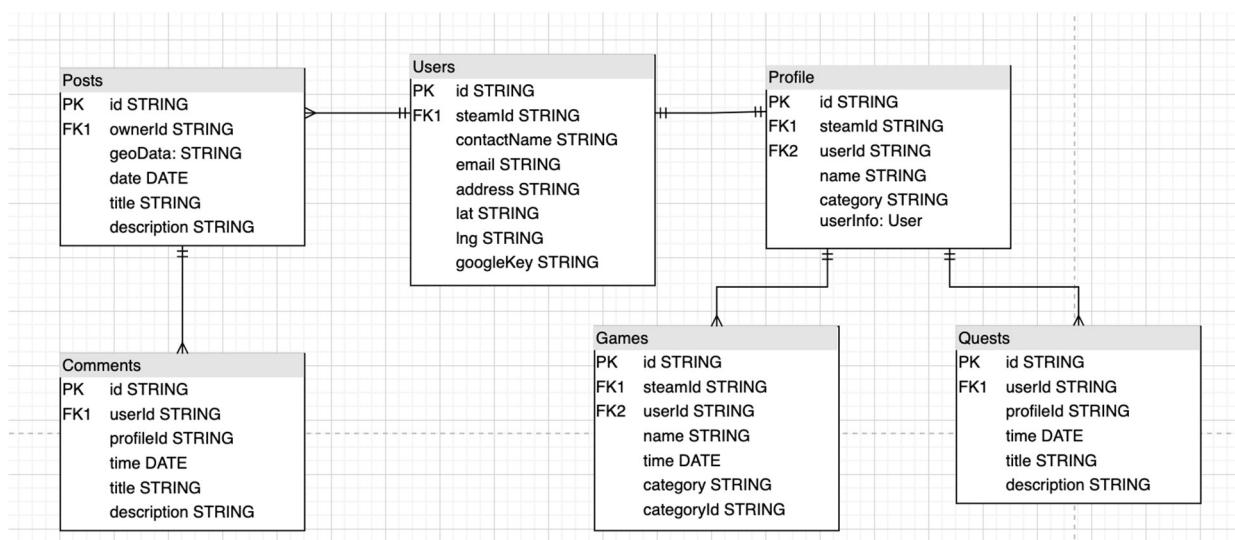 Posts
PK id STRING
FK1 ownerId STRING
geoData: STRING
date DATE
title STRING
description STRING
Users
PK id STRING
FK1 steamId STRING
contactName STRING
email STRING
address STRING
lat STRING
lng STRING
googleKey STRING
Profile
PK id STRING
FK1 steamId STRING
FK2 userId STRING
name STRING
category STRING
userInfo: User
Comments
PK id STRING
FK1 userId STRING
profileId STRING
time DATE
title STRING
description STRING
Games
PK id STRING
FK1 steamId STRING
FK2 userId STRING
name STRING
time DATE
category STRING
categoryId STRING
Quests
PK id STRING
FK1 userId STRING
profileId STRING
time DATE
title STRING
description STRING